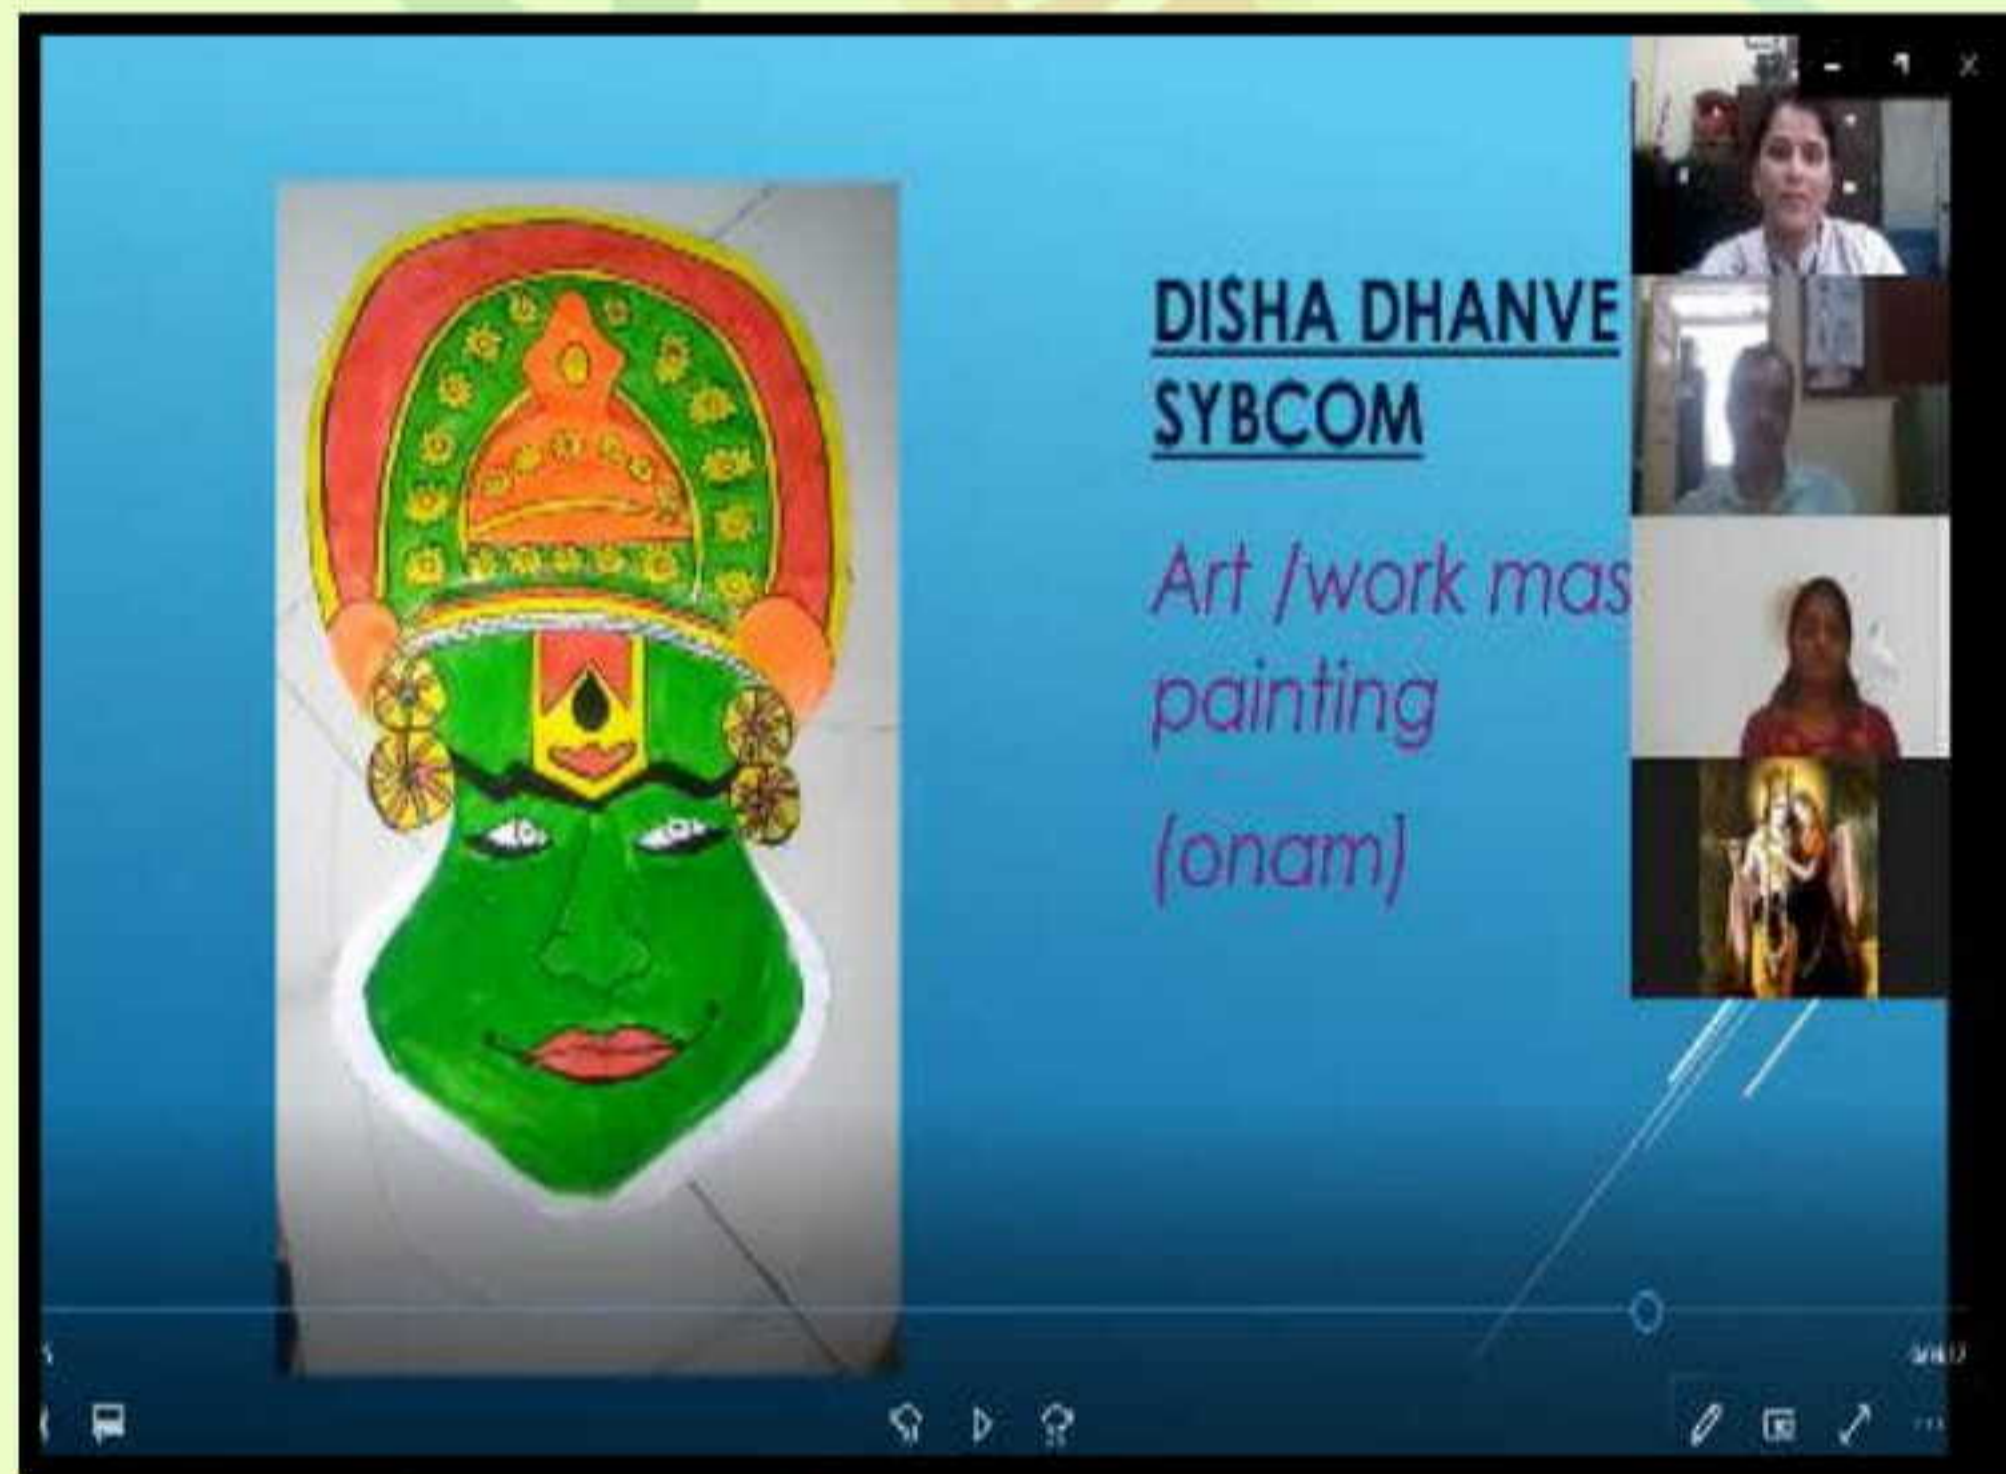 DISHA DHANVE
SYBCOM
Art /work mas
painting
(onam)